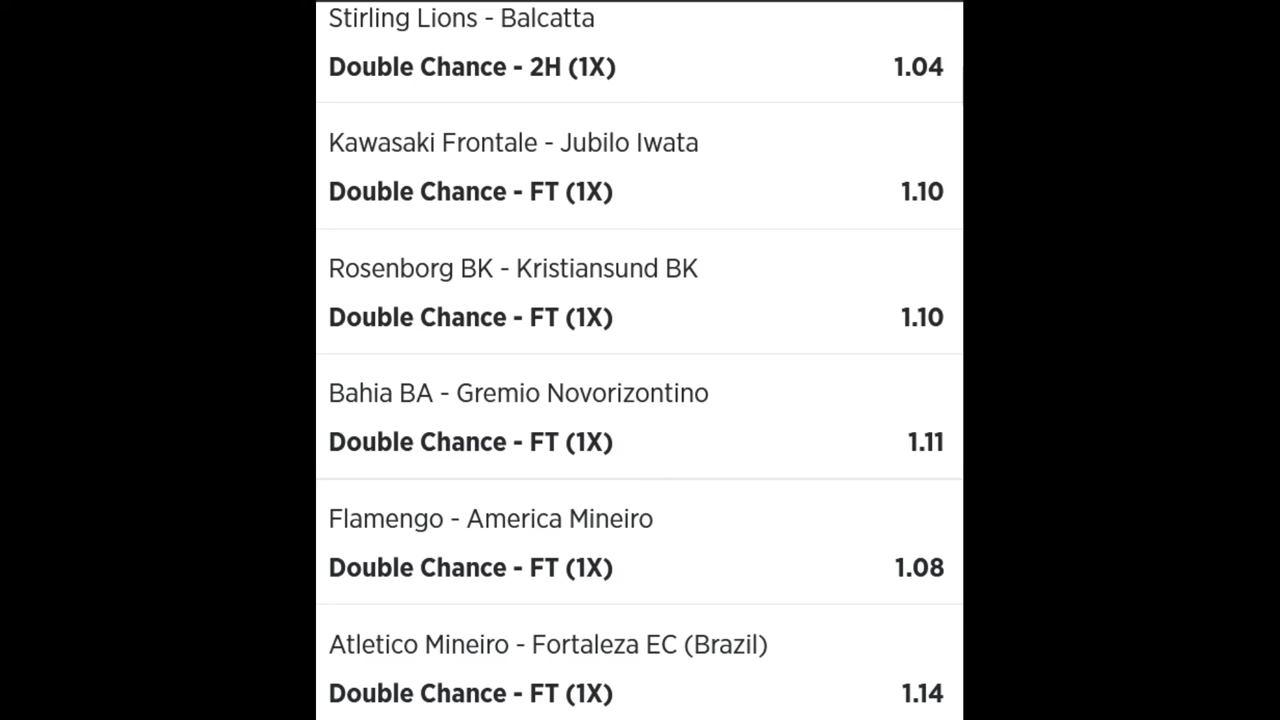 Stirling Lions - Balcatta
Double Chance - 2H (1X) 1.04
Kawasaki Frontale - Jubilo Iwata
Double Chance - FT (1X) 1.10
Rosenborg BK - Kristiansund BK
Double Chance - FT (1X) 1.10
Bahia BA - Gremio Novorizontino
Double Chance - FT (1X) 1.11
Flamengo - America Mineiro
Double Chance - FT (1X) 1.08
Atletico Mineiro - Fortaleza EC (Brazil)
Double Chance - FT (1X) 1.14